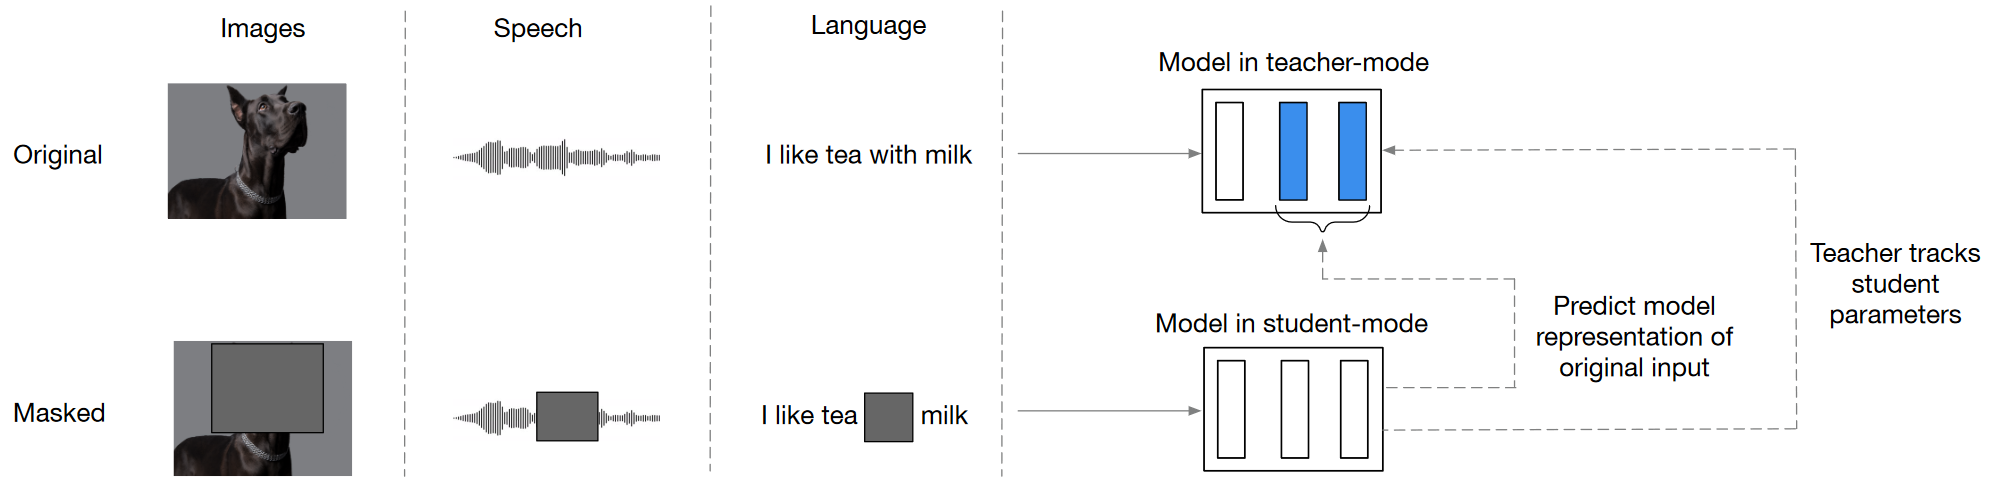 Images
Speech
Language
Original
I like tea with milk
Model in teacher-mode
Teacher tracks
student
parameters
Predict model
representation of
original input
Model in student-mode
Masked
I like tea
milk